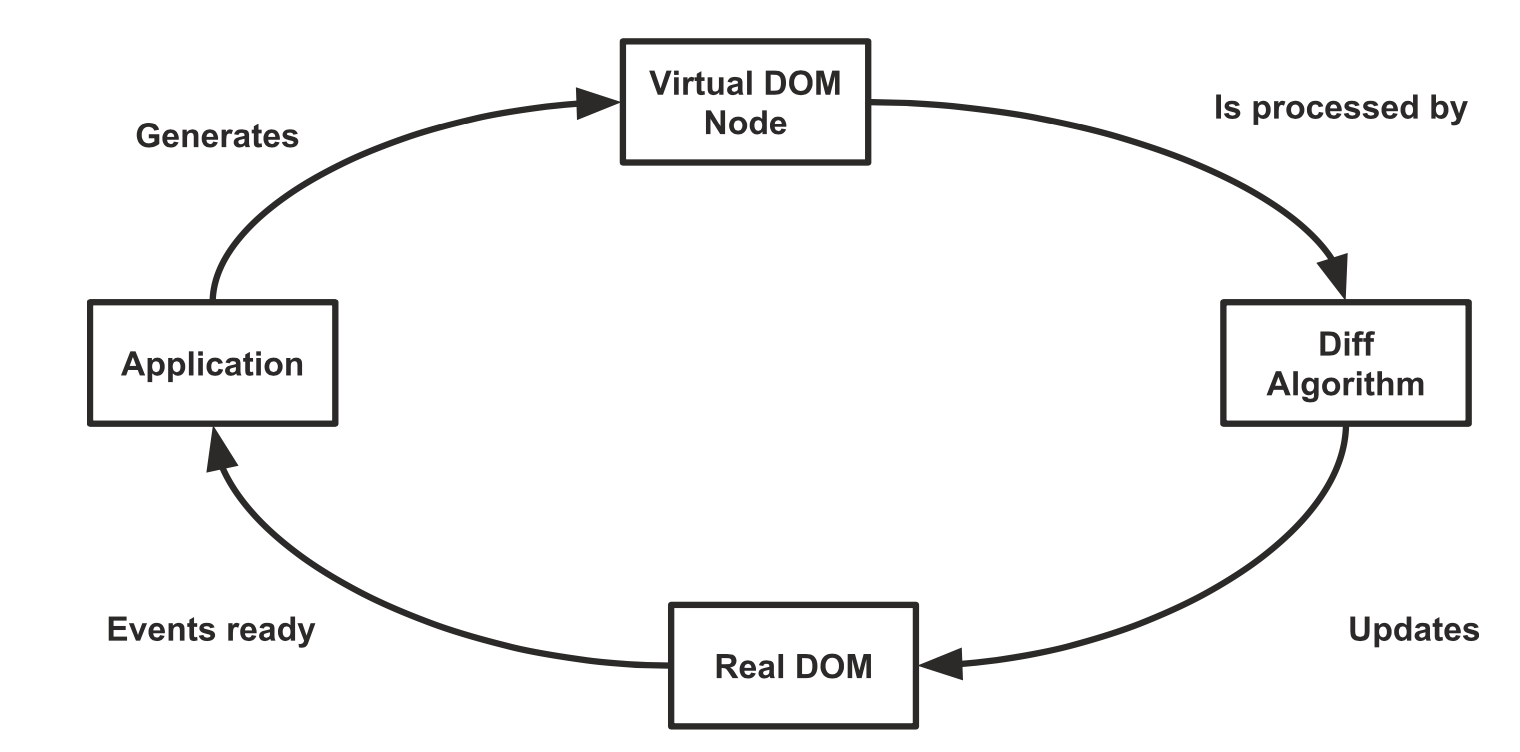 Virtual DOM
Node
Is processed by
Generates
Application
Diff
Algorithm
Events ready
Updates
Real DOM